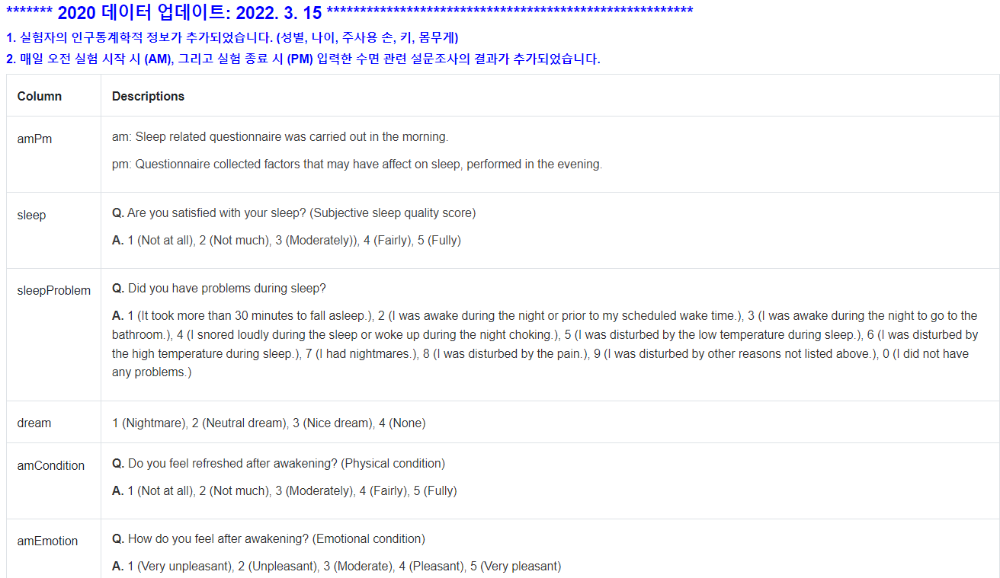 ******* 2020 데이터 업데이트: 2022. 3. 15 *******************************************************
1. 실험자의 인구통계학적 정보가 추가되었습니다. (성별, 나이, 주사용 손, 키, 몸무게)
2. 매일 오전 실험 시작 시 (AM), 그리고 실험 종료 시 (PM) 입력한 수면 관련 설문조사의 결과가 추가되었습니다.
Column Descriptions
amPm
am: Sleep related questionnaire was carried out in the morning.
pm: Questionnaire collected factors that may have affect on sleep, performed in the evening.
sleep
Q. Are you satisfied with your sleep? (Subjective sleep quality score)
A. 1 (Not at all), 2 (Not much), 3 (Moderately)), 4 (Fairly), 5 (Fully)
sleepProblem
Q. Did you have problems during sleep?
A. 1 (It took more than 30 minutes to fall asleep.), 2 (I was awake during the night or prior to my scheduled wake time.), 3 (I was awake during the night to go to the
bathroom.), 4 (I snored loudly during the sleep or woke up during the night choking.), 5 (I was disturbed by the low temperature during sleep.), 6 (I was disturbed by
the high temperature during sleep.), 7 (I had nightmares.), 8 (I was disturbed by the pain.), 9 (I was disturbed by other reasons not listed above.), 0 (I did not have
any problems.)
dream
1 (Nightmare), 2 (Neutral dream), 3 (Nice dream), 4 (None)
amCondition
Q. Do you feel refreshed after awakening? (Physical condition)
A. 1 (Not at all), 2 (Not much), 3 (Moderately), 4 (Fairly), 5 (Fully)
amEmotion
Q. How do you feel after awakening? (Emotional condition)
A. 1 (Very unpleasant), 2 (Unpleasant), 3 (Moderate), 4 (Pleasant), 5 (Very pleasant)